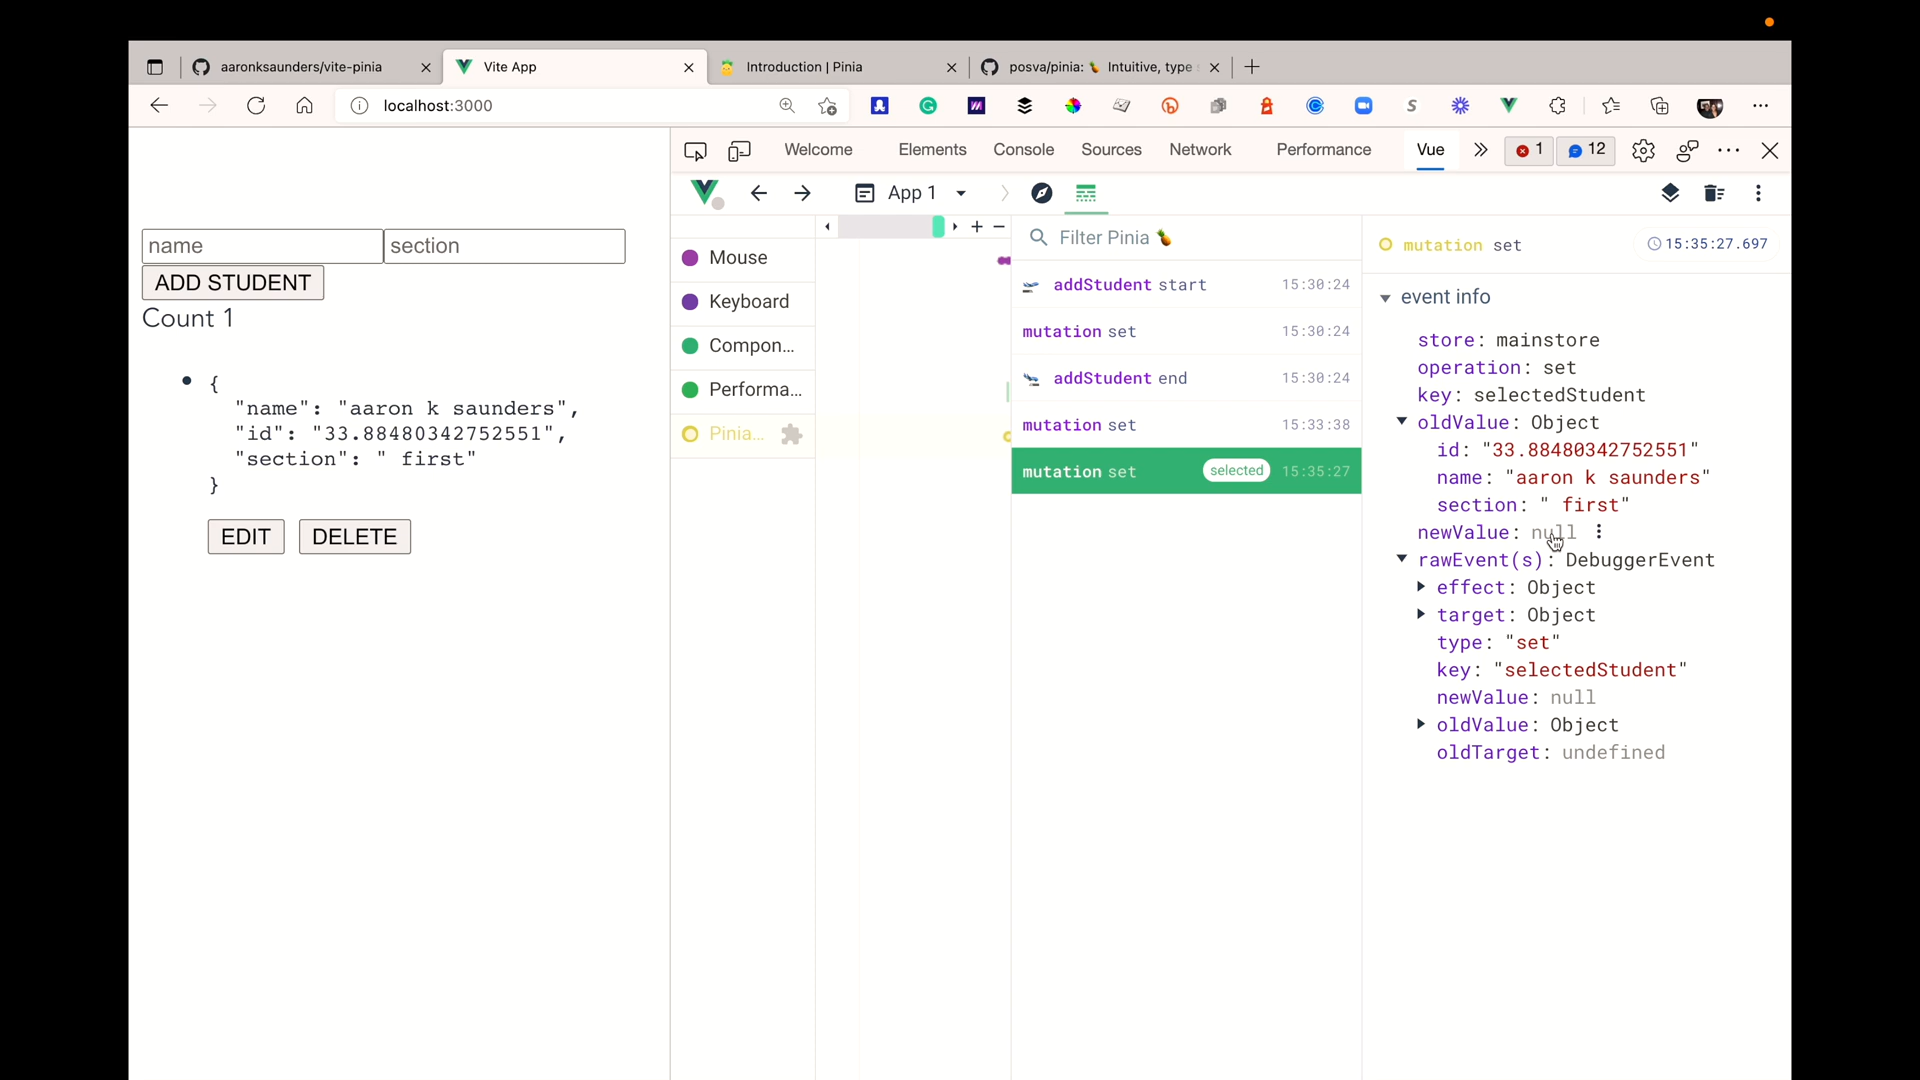 aaronksaunders/vite-pinia
Vite App
Introduction | Pinia
posva/pinia: 🍍 Intuitive, type
localhost:3000
Welcome
Elements
Console
Sources
Network
Performance
Vue
1
12
App 1
name
section
ADD STUDENT
Count 1
{
"name": "aaron k saunders",
"id": "33.88480342752551",
"section": " first"
}
EDIT
DELETE
Mouse
Keyboard
Compon...
Performa...
Pinia...
Filter Pinia 🍍
addStudent start 15:30:24
mutation set 15:30:24
addStudent end 15:30:24
mutation set 15:33:38
mutation set selected 15:35:27
mutation set 15:35:27.697
event info
store: mainstore
operation: set
key: selectedStudent
oldValue: Object
id: "33.88480342752551"
name: "aaron k saunders"
section: " first"
newValue: null
rawEvent(s): DebuggerEvent
effect: Object
target: Object
type: "set"
key: "selectedStudent"
newValue: null
oldValue: Object
oldTarget: undefined